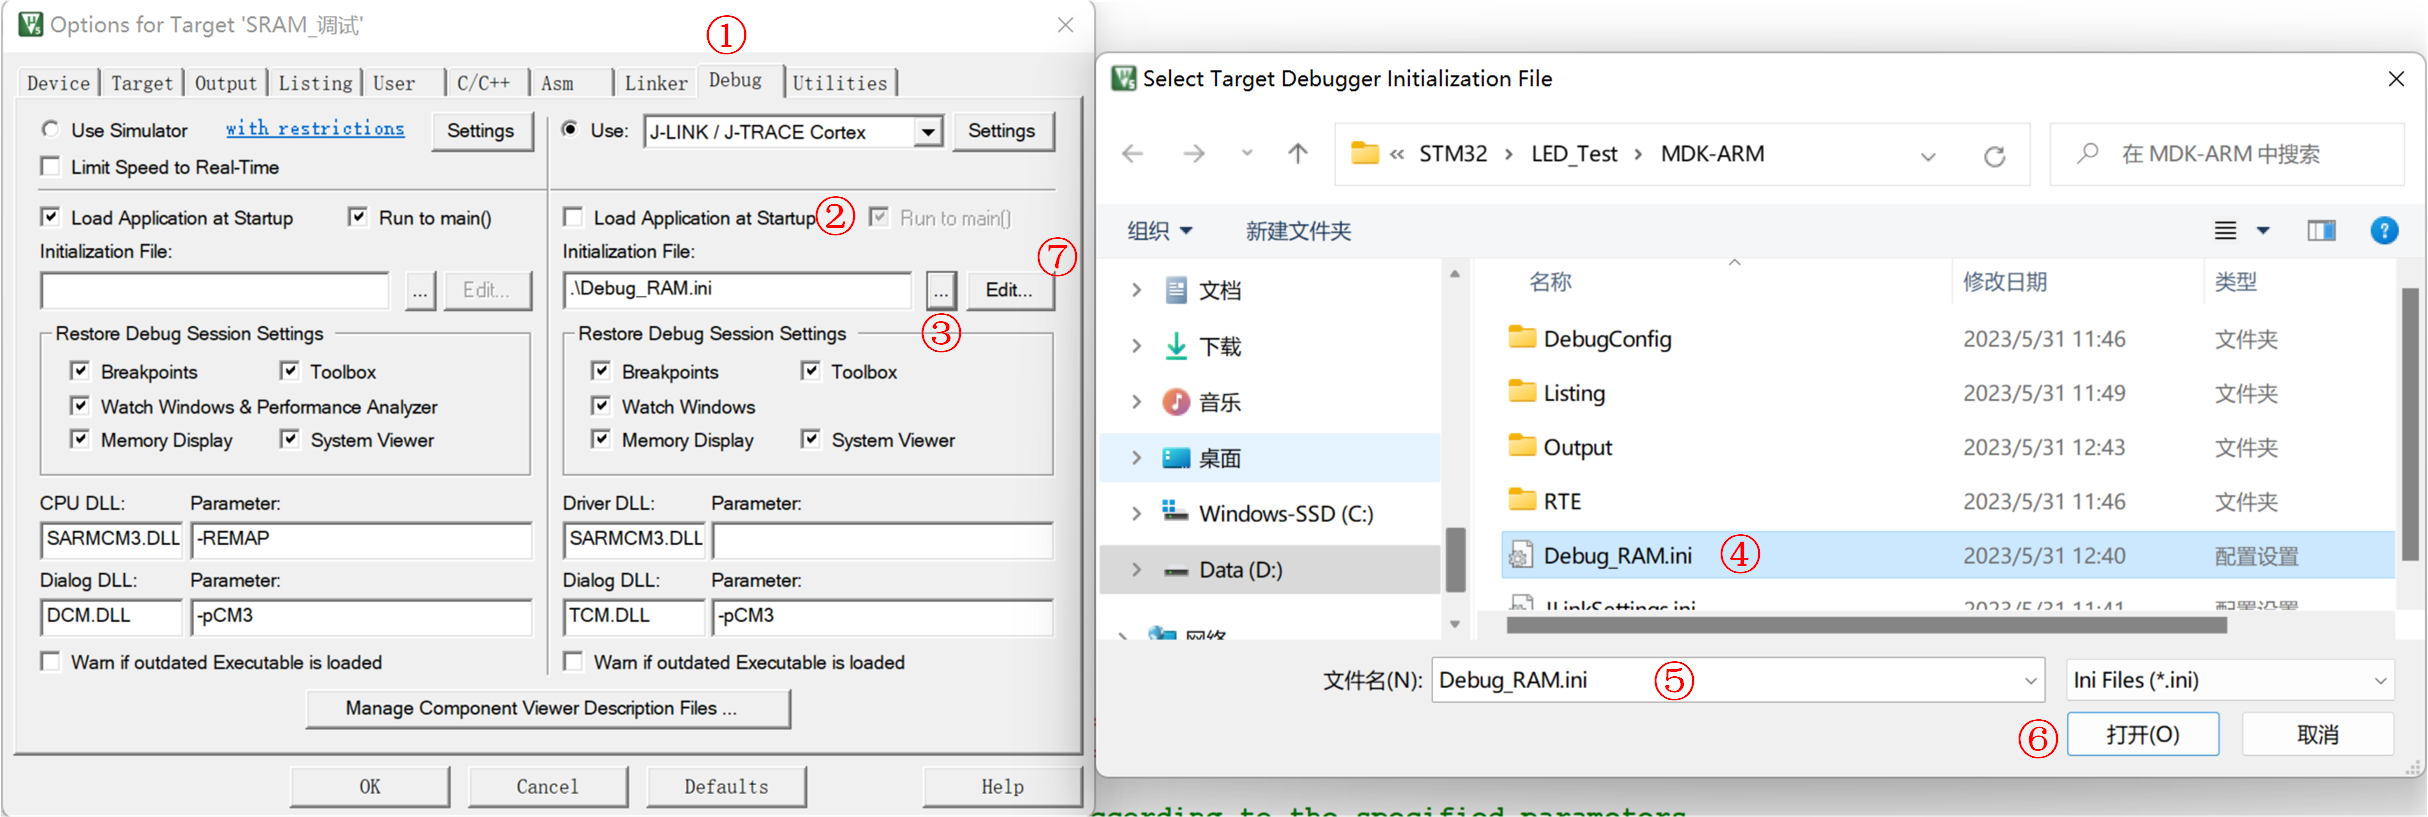 Options for Target 'SRAM_调试'
①
Device Target Output Listing User C/C++ Asm Linker Debug Utilities
Use Simulator with restrictions Settings
Limit Speed to Real-Time
Load Application at Startup Run to main()
Initialization File:
... Edit...
Restore Debug Session Settings
Breakpoints Toolbox
Watch Windows & Performance Analyzer
Memory Display System Viewer
CPU DLL: Parameter:
SARMCM3.DLL -REMAP
Dialog DLL: Parameter:
DCM.DLL -pCM3
Warn if outdated Executable is loaded
Use: J-LINK / J-TRACE Cortex Settings
Load Application at Startup ② Run to main()
Initialization File: ⑦
.\Debug_RAM.ini ... Edit...
③
Restore Debug Session Settings
Breakpoints Toolbox
Watch Windows
Memory Display System Viewer
Driver DLL: Parameter:
SARMCM3.DLL
Dialog DLL: Parameter:
TCM.DLL -pCM3
Warn if outdated Executable is loaded
Manage Component Viewer Description Files ...
OK Cancel Defaults Help
Select Target Debugger Initialization File
« STM32 › LED_Test › MDK-ARM
在 MDK-ARM 中搜索
组织 新建文件夹
文档
下载
音乐
桌面
Windows-SSD (C:)
Data (D:)
网络
名称 修改日期 类型
DebugConfig 2023/5/31 11:46 文件夹
Listing 2023/5/31 11:49 文件夹
Output 2023/5/31 12:43 文件夹
RTE 2023/5/31 11:46 文件夹
Debug_RAM.ini ④ 2023/5/31 12:40 配置设置
JLinkSettings.ini 2023/5/31 11:41 配置设置
文件名(N): Debug_RAM.ini ⑤ Ini Files (*.ini)
⑥ 打开(O) 取消
according to the specified parameters